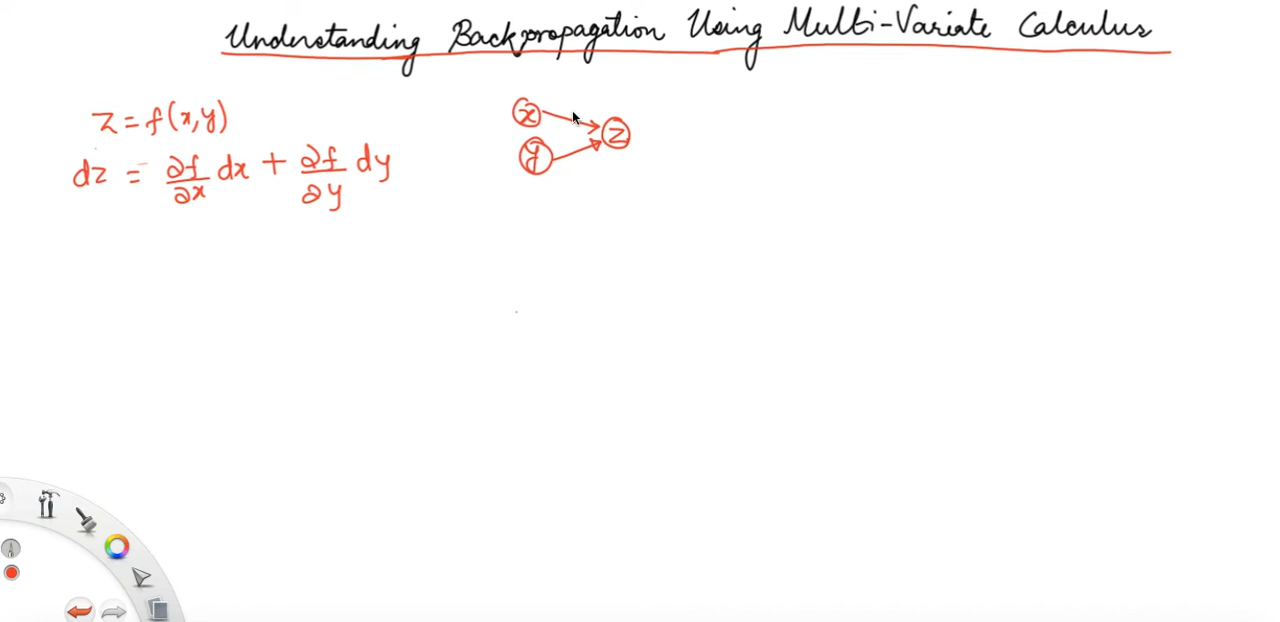 Understanding Backpropagation Using Multi-Variate Calculus
z = f(x,y)
dz = ∂f/∂x dx + ∂f/∂y dy
x
z
y